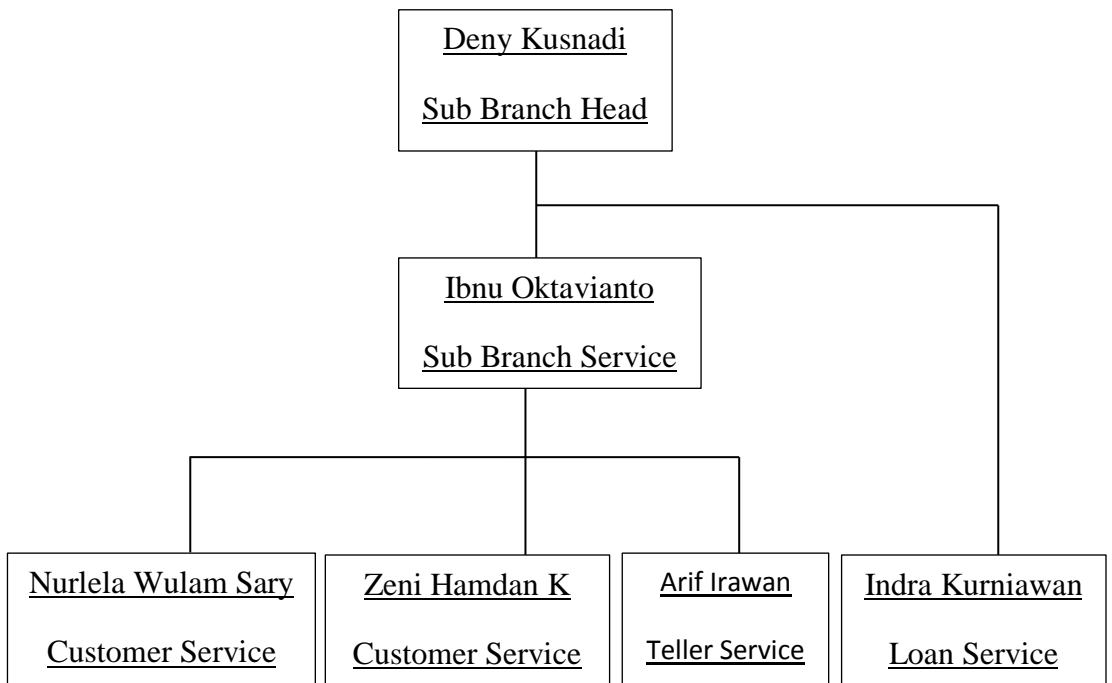 Deny Kusnadi
Sub Branch Head
Ibnu Oktavianto
Sub Branch Service
Nurlela Wulam Sary
Customer Service
Zeni Hamdan K
Customer Service
Arif Irawan
Teller Service
Indra Kurniawan
Loan Service